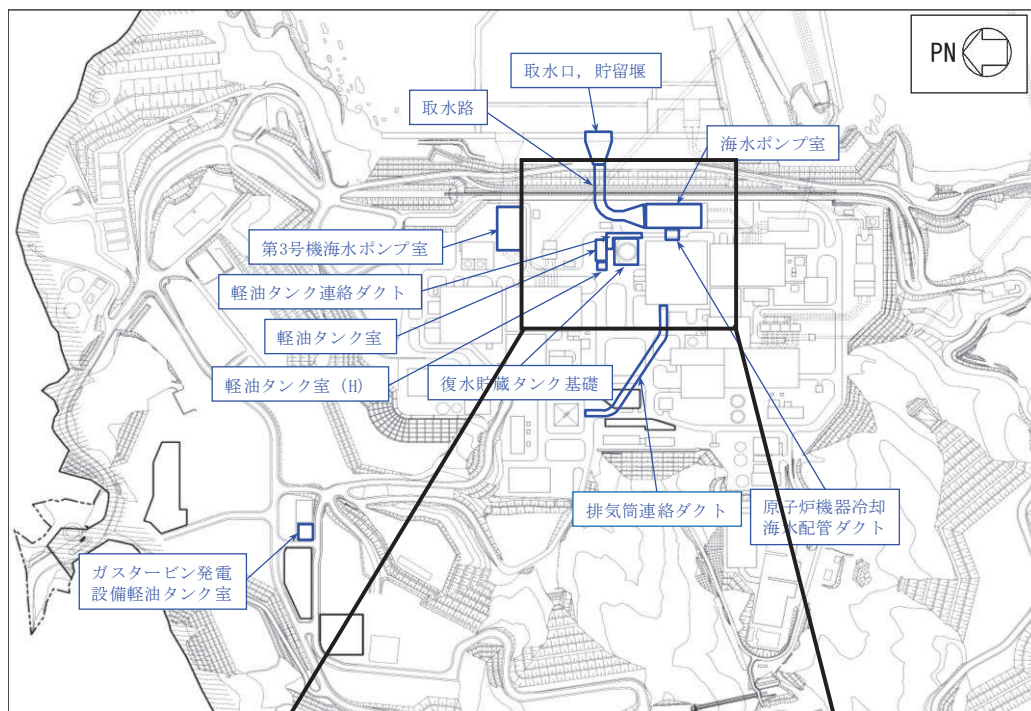 PN
取水口，貯留堰
取水路
海水ポンプ室
第3号機海水ポンプ室
軽油タンク連絡ダクト
軽油タンク室
軽油タンク室（H）
復水貯蔵タンク基礎
排気筒連絡ダクト
原子炉機器冷却
海水配管ダクト
ガスタービン発電
設備軽油タンク室